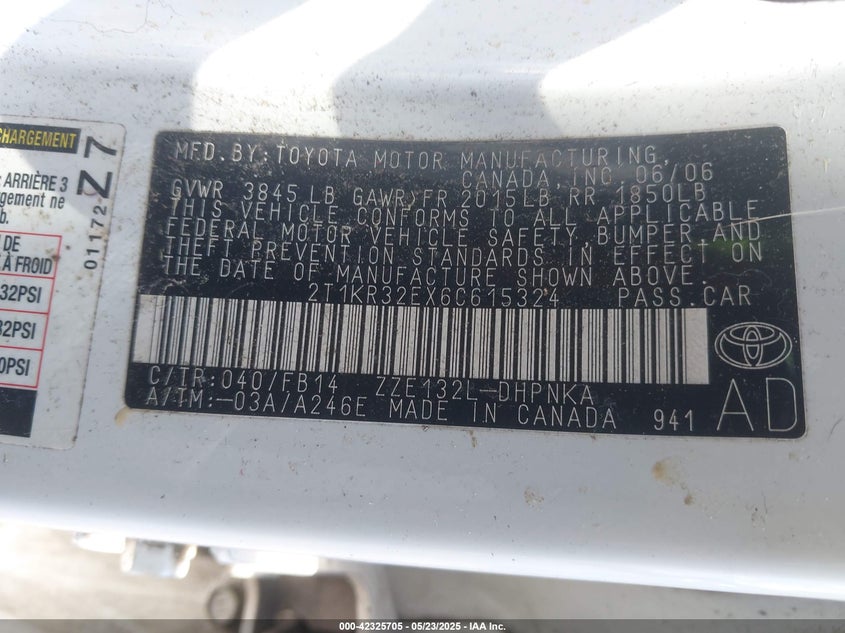 CHARGEMENT
ARRIÈRE 3
gement ne
b.
DE
À FROID
32PSI
32PSI
0PSI
01172-Z7
MFD. BY: TOYOTA MOTOR MANUFACTURING,
CANADA, INC. 06/06
GVWR 3845 LB GAWR FR 2015LB RR 1850LB
THIS VEHICLE CONFORMS TO ALL APPLICABLE
FEDERAL MOTOR VEHICLE SAFETY, BUMPER AND
THEFT PREVENTION STANDARDS IN EFFECT ON
THE DATE OF MANUFACTURE SHOWN ABOVE.
2T1KR32EX6C615324 PASS. CAR
C/TR: 040/FB14 ZZE132L-DHPNKA
A/TM: -03A/A246E MADE IN CANADA 941
AD
000-42325705 - 05/23/2025 - IAA Inc.